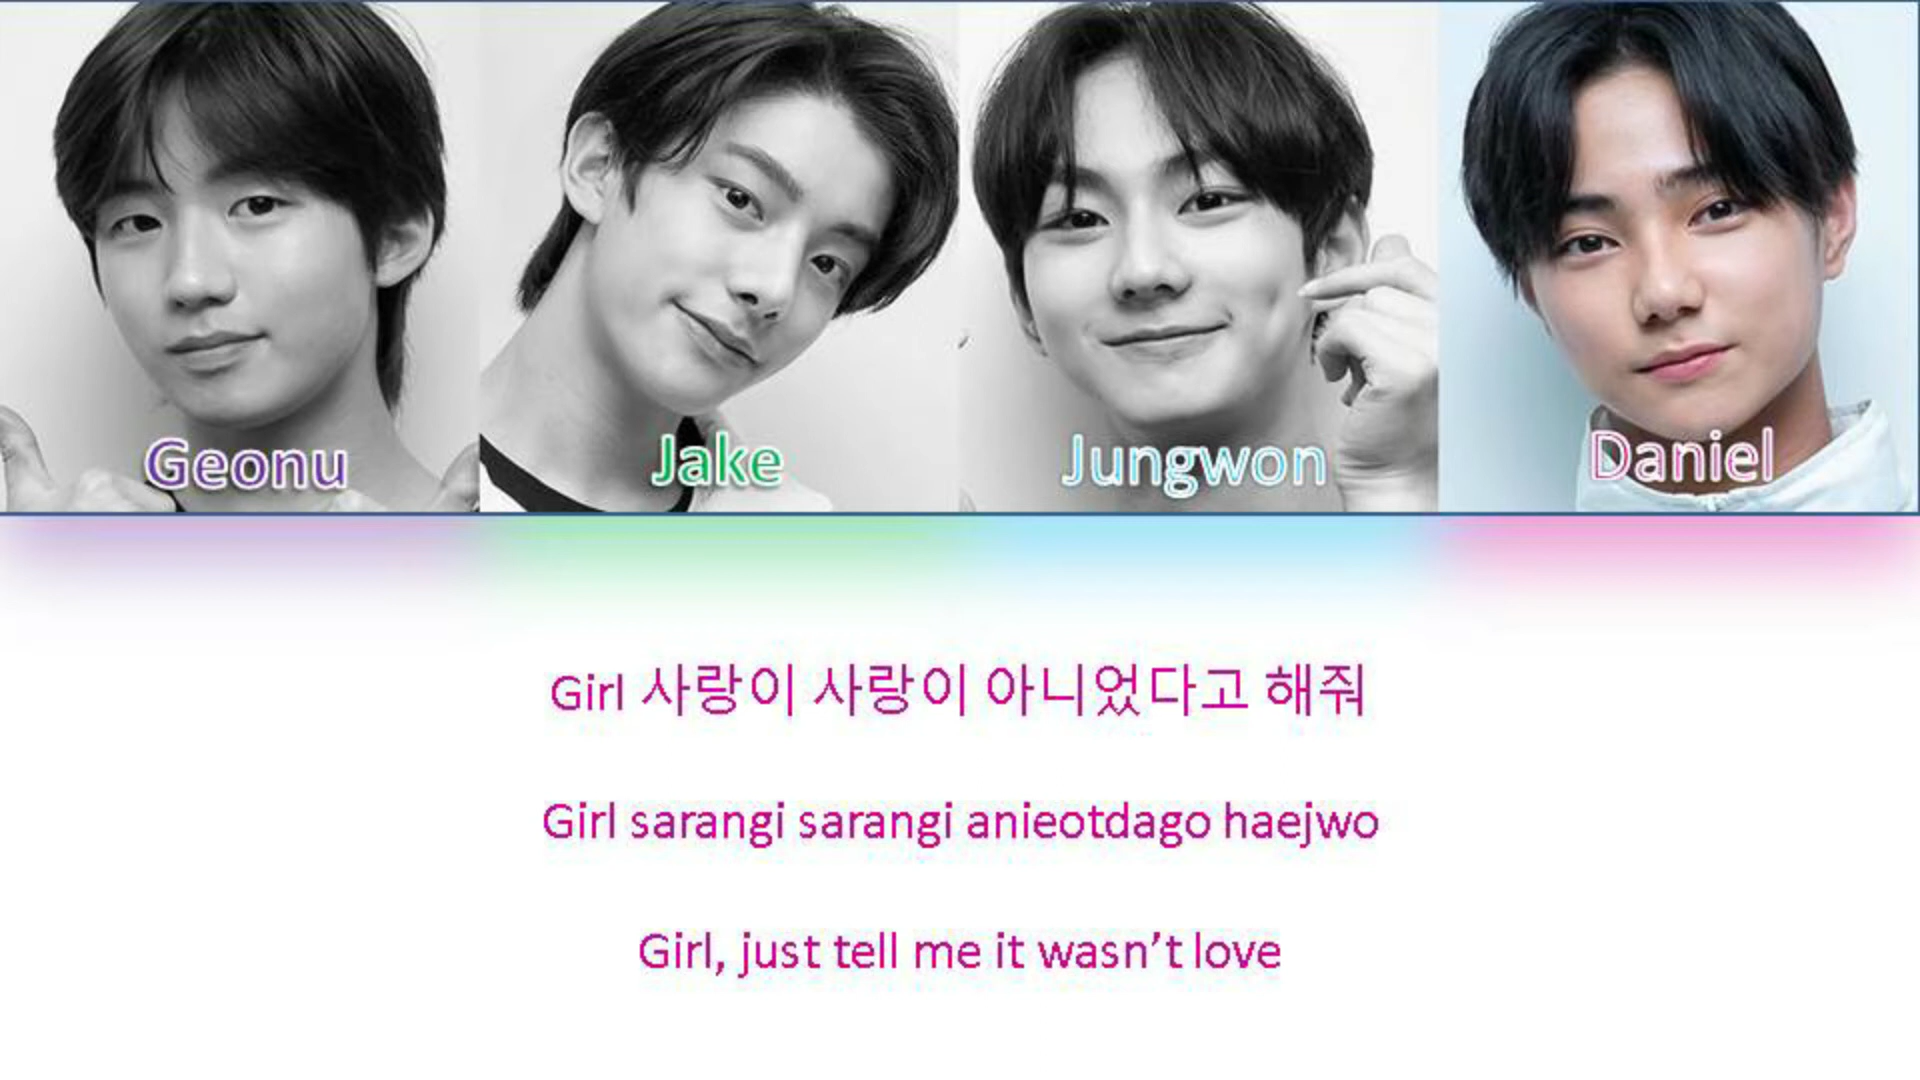 Geonu Jake Jungwon Daniel
Girl 사랑이 사랑이 아니었다고 해줘
Girl sarangi sarangi anieotdago haejwo
Girl, just tell me it wasn’t love